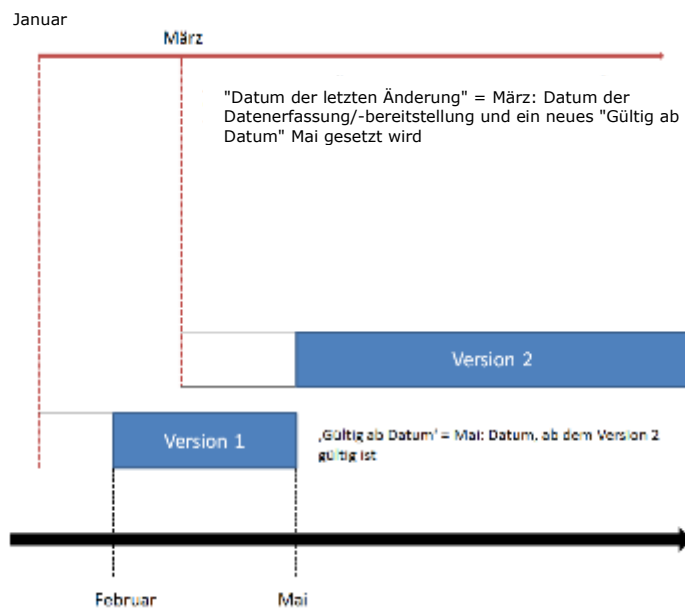 Januar
März
"Datum der letzten Änderung" = März: Datum der
Datenerfassung/-bereitstellung und ein neues "Gültig ab
Datum" Mai gesetzt wird
Version 2
Version 1
‚Gültig ab Datum' = Mai: Datum, ab dem Version 2
gültig ist
Februar
Mai